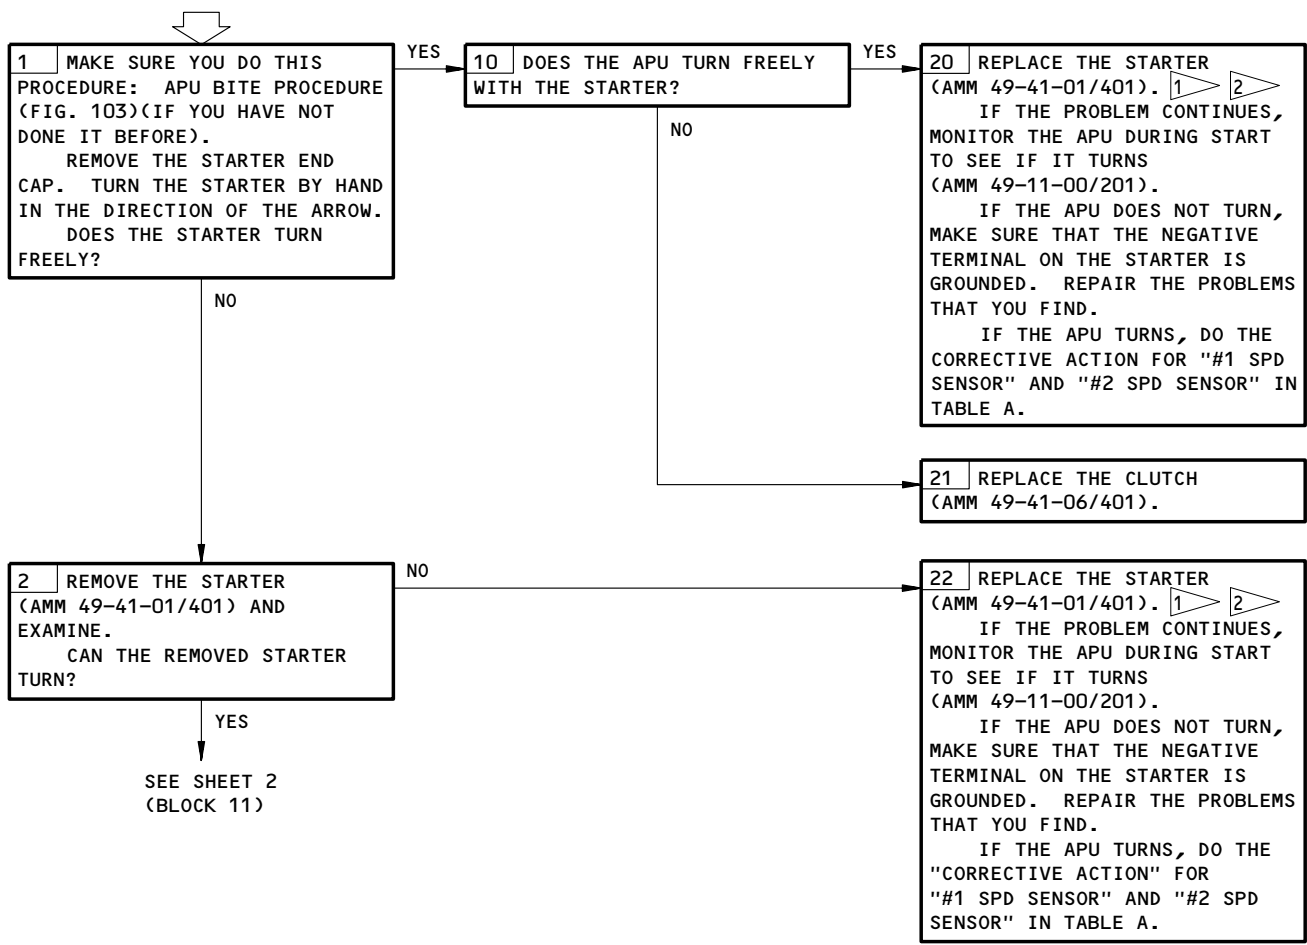 1 MAKE SURE YOU DO THIS
PROCEDURE: APU BITE PROCEDURE
(FIG. 103)(IF YOU HAVE NOT
DONE IT BEFORE).
REMOVE THE STARTER END
CAP. TURN THE STARTER BY HAND
IN THE DIRECTION OF THE ARROW.
DOES THE STARTER TURN
FREELY?
YES
NO
10 DOES THE APU TURN FREELY
WITH THE STARTER?
YES
NO
20 REPLACE THE STARTER
(AMM 49-41-01/401). 1 2
IF THE PROBLEM CONTINUES,
MONITOR THE APU DURING START
TO SEE IF IT TURNS
(AMM 49-11-00/201).
IF THE APU DOES NOT TURN,
MAKE SURE THAT THE NEGATIVE
TERMINAL ON THE STARTER IS
GROUNDED. REPAIR THE PROBLEMS
THAT YOU FIND.
IF THE APU TURNS, DO THE
CORRECTIVE ACTION FOR "#1 SPD
SENSOR" AND "#2 SPD SENSOR" IN
TABLE A.
21 REPLACE THE CLUTCH
(AMM 49-41-06/401).
2 REMOVE THE STARTER
(AMM 49-41-01/401) AND
EXAMINE.
CAN THE REMOVED STARTER
TURN?
NO
YES
SEE SHEET 2
(BLOCK 11)
22 REPLACE THE STARTER
(AMM 49-41-01/401). 1 2
IF THE PROBLEM CONTINUES,
MONITOR THE APU DURING START
TO SEE IF IT TURNS
(AMM 49-11-00/201).
IF THE APU DOES NOT TURN,
MAKE SURE THAT THE NEGATIVE
TERMINAL ON THE STARTER IS
GROUNDED. REPAIR THE PROBLEMS
THAT YOU FIND.
IF THE APU TURNS, DO THE
"CORRECTIVE ACTION" FOR
"#1 SPD SENSOR" AND "#2 SPD
SENSOR" IN TABLE A.